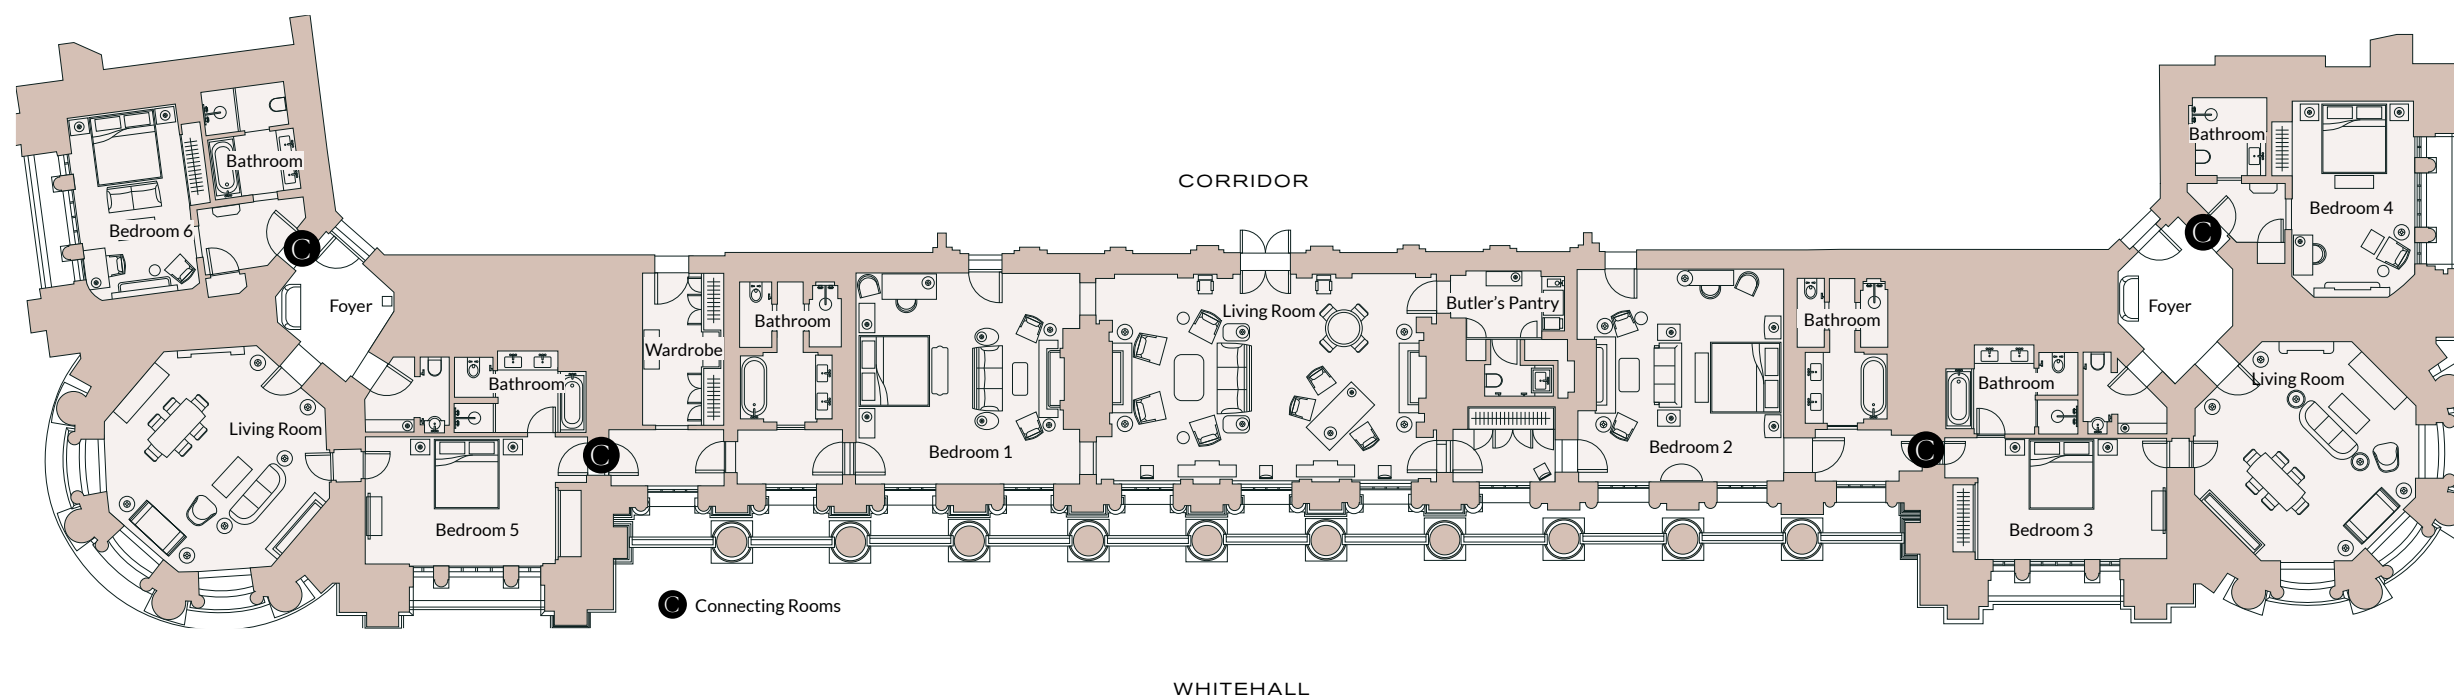 CORRIDOR
Bathroom
Bathroom
Bedroom 6
Bedroom 4
Foyer
Living Room
Butler's Pantry
Foyer
Bathroom
Bathroom
Wardrobe
Bathroom
Bathroom
Living Room
Living Room
Bedroom 1
Bedroom 2
C
C
C
C
Bedroom 5
Bedroom 3
C Connecting Rooms
WHITEHALL